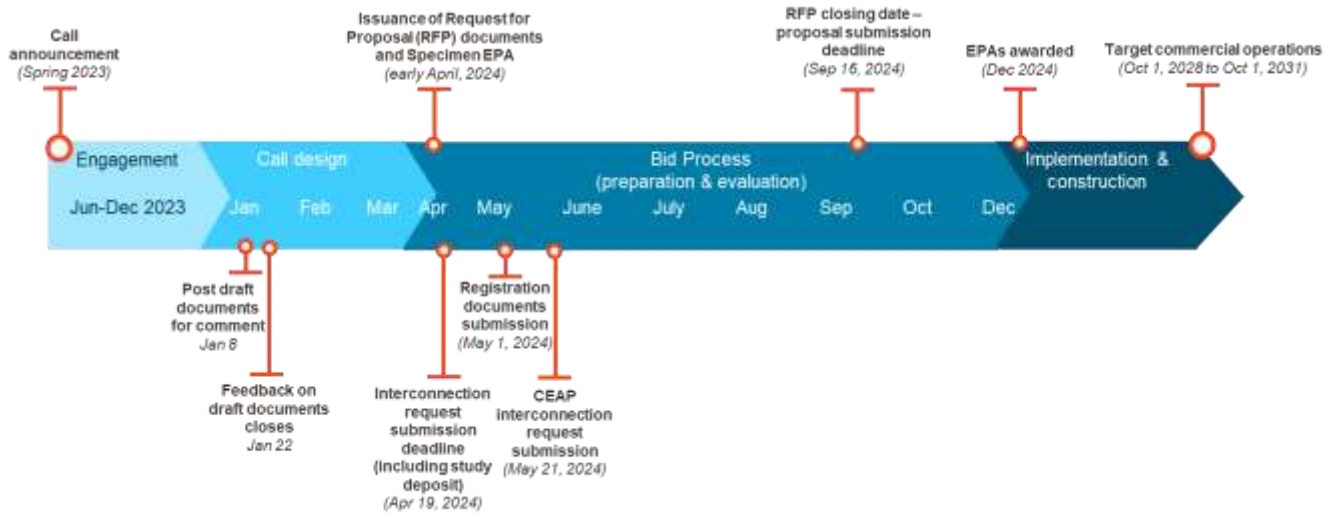 Call
announcement
(Spring 2023)
Issuance of Request for
Proposal (RFP) documents
and Specimen EPA
(early April, 2024)
RFP closing date –
proposal submission
deadline
(Sep 16, 2024)
EPAs awarded
(Dec 2024)
Target commercial operations
(Oct 1, 2028 to Oct 1, 2031)
Engagement
Jun-Dec 2023
Call design
Jan Feb Mar
Bid Process
(preparation & evaluation)
Apr May June July Aug Sep Oct Dec
Implementation &
construction
Post draft
documents
for comment
Jan 8
Feedback on
draft documents
closes
Jan 22
Interconnection
request
submission
deadline
(including study
deposit)
(Apr 19, 2024)
Registration
documents
submission
(May 1, 2024)
CEAP
interconnection
request
submission
(May 21, 2024)